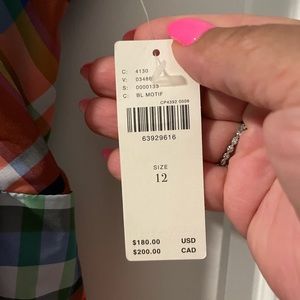 C: 4130
V: 03486
S: 0000133
C: BL MOTIF
CP4392 0006
63929616
SIZE
12
$180.00 USD
$200.00 CAD